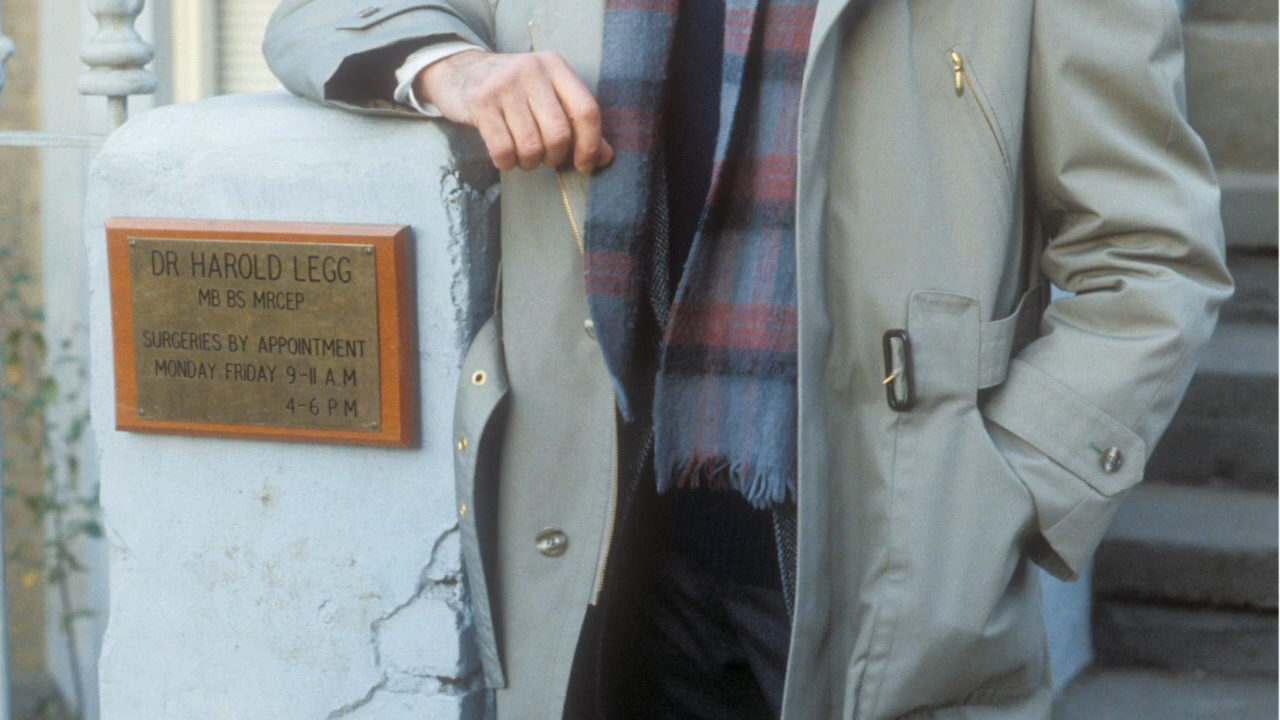 DR HAROLD LEGG
MB BS MRCEP
SURGERIES BY APPOINTMENT
MONDAY FRIDAY 9-11 A.M
4-6 P M